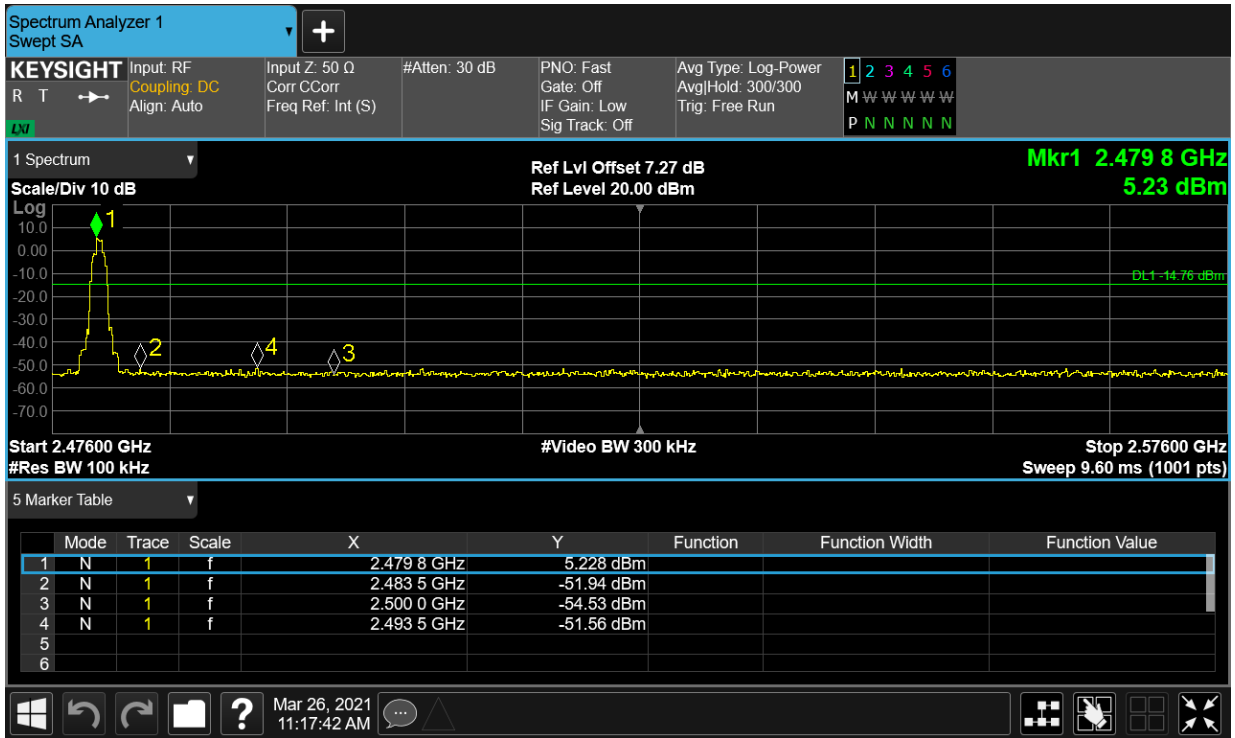 Spectrum Analyzer 1
Swept SA
KEYSIGHT
R T
LXI
Input: RF
Coupling: DC
Align: Auto
Input Z: 50 Ω
Corr CCorr
Freq Ref: Int (S)
#Atten: 30 dB
PNO: Fast
Gate: Off
IF Gain: Low
Sig Track: Off
Avg Type: Log-Power
Avg|Hold: 300/300
Trig: Free Run
1 2 3 4 5 6
M W W W W W
P N N N N N
1 Spectrum
Scale/Div 10 dB
Ref Lvl Offset 7.27 dB
Ref Level 20.00 dBm
Mkr1 2.479 8 GHz
5.23 dBm
Log
10.0
0.00
-10.0
-20.0
-30.0
-40.0
-50.0
-60.0
-70.0
1
2
4
3
DL1 -14.76 dBm
Start 2.47600 GHz
#Res BW 100 kHz
#Video BW 300 kHz
Stop 2.57600 GHz
Sweep 9.60 ms (1001 pts)
5 Marker Table
Mode Trace Scale X Y Function Function Width Function Value
1 N 1 f 2.479 8 GHz 5.228 dBm
2 N 1 f 2.483 5 GHz -51.94 dBm
3 N 1 f 2.500 0 GHz -54.53 dBm
4 N 1 f 2.493 5 GHz -51.56 dBm
5
6
?
Mar 26, 2021
11:17:42 AM